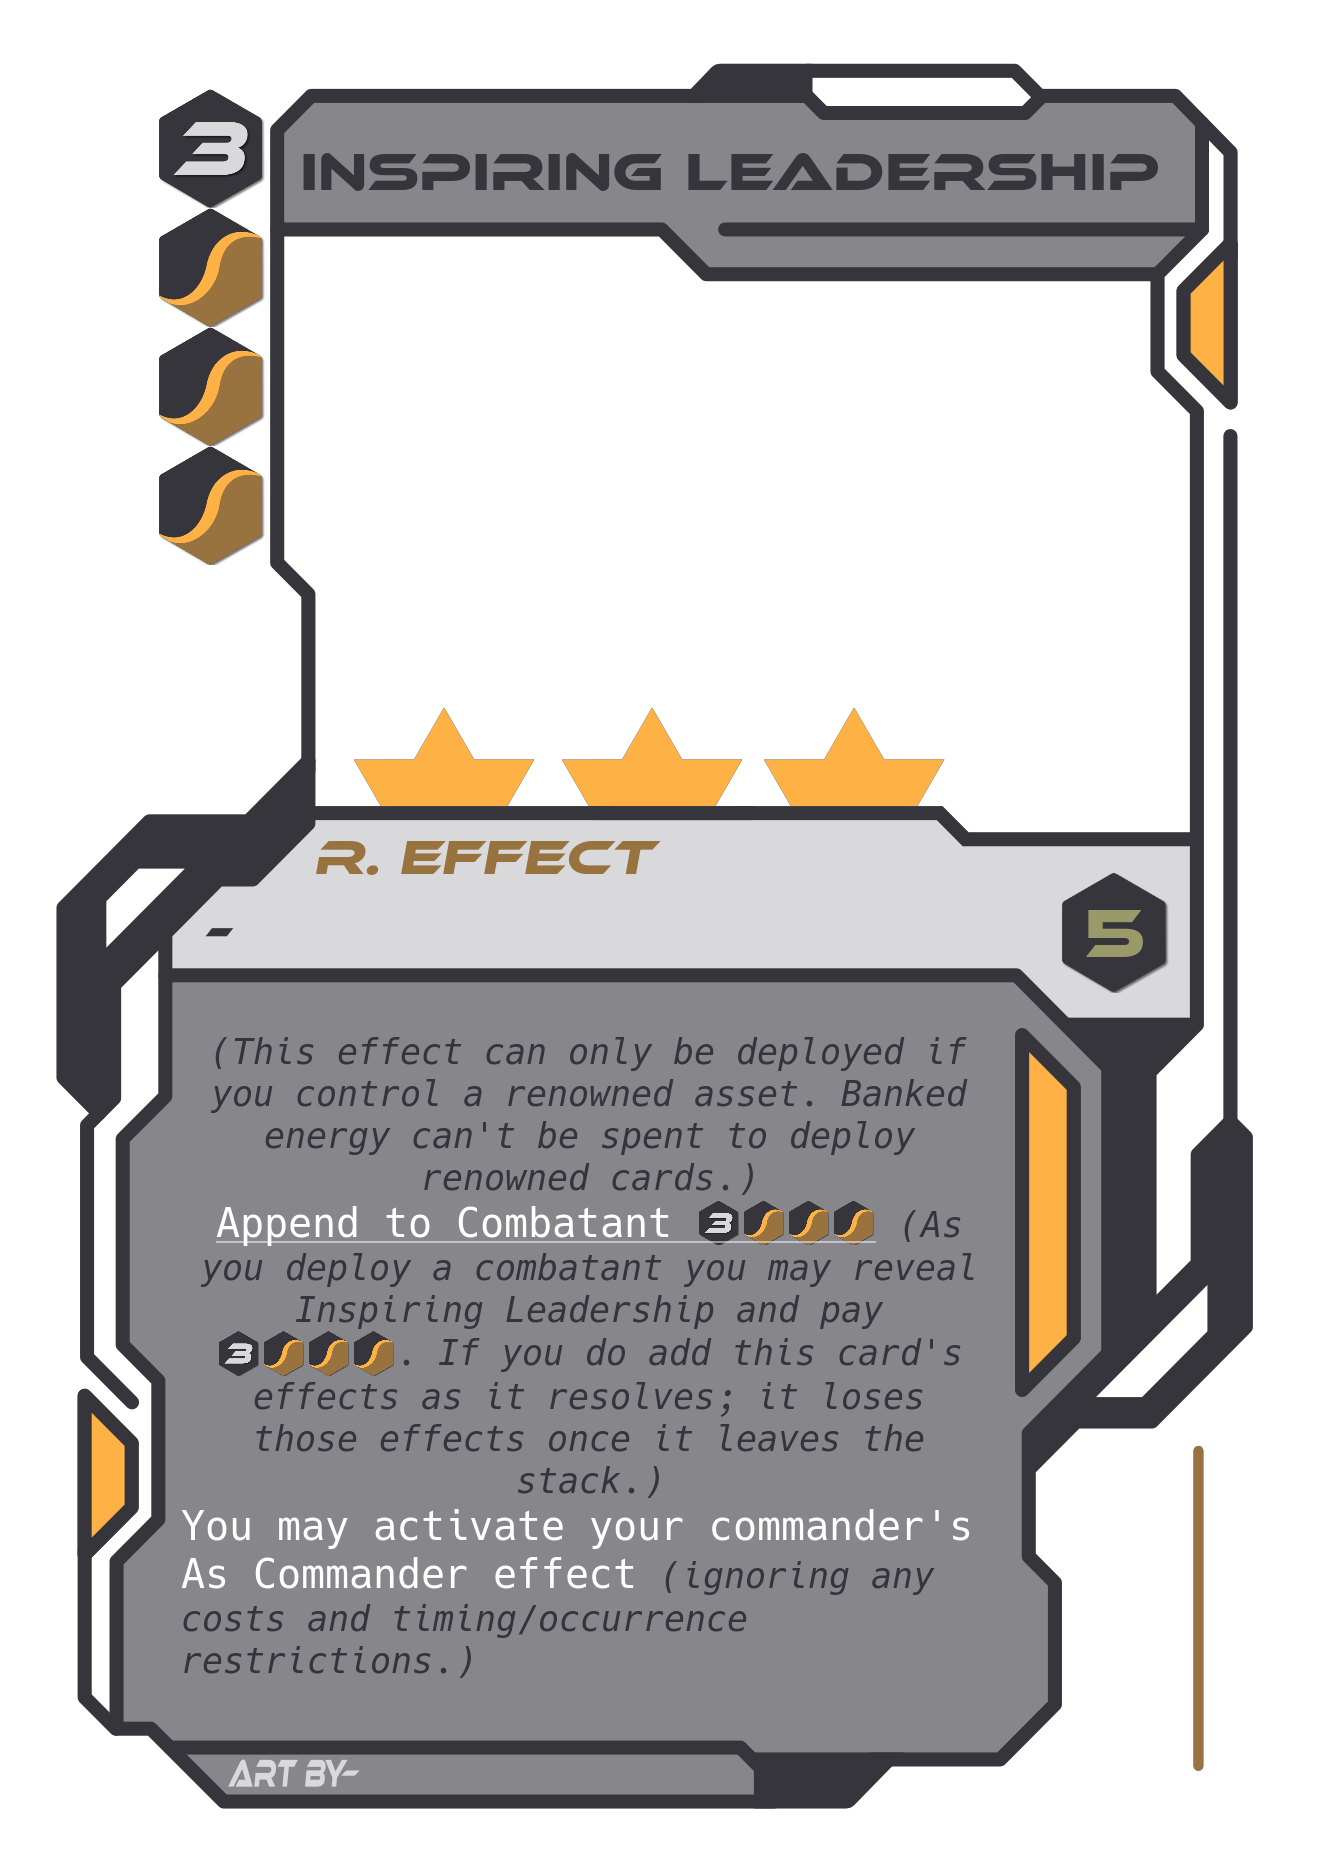 3
INSPIRING LEADERSHIP
R. EFFECT
-
5
(This effect can only be deployed if
you control a renowned asset. Banked
energy can't be spent to deploy
renowned cards.)
Append to Combatant 3 (As
you deploy a combatant you may reveal
Inspiring Leadership and pay
3. If you do add this card's
effects as it resolves; it loses
those effects once it leaves the
stack.)
You may activate your commander's
As Commander effect (ignoring any
costs and timing/occurrence
restrictions.)
ART BY-